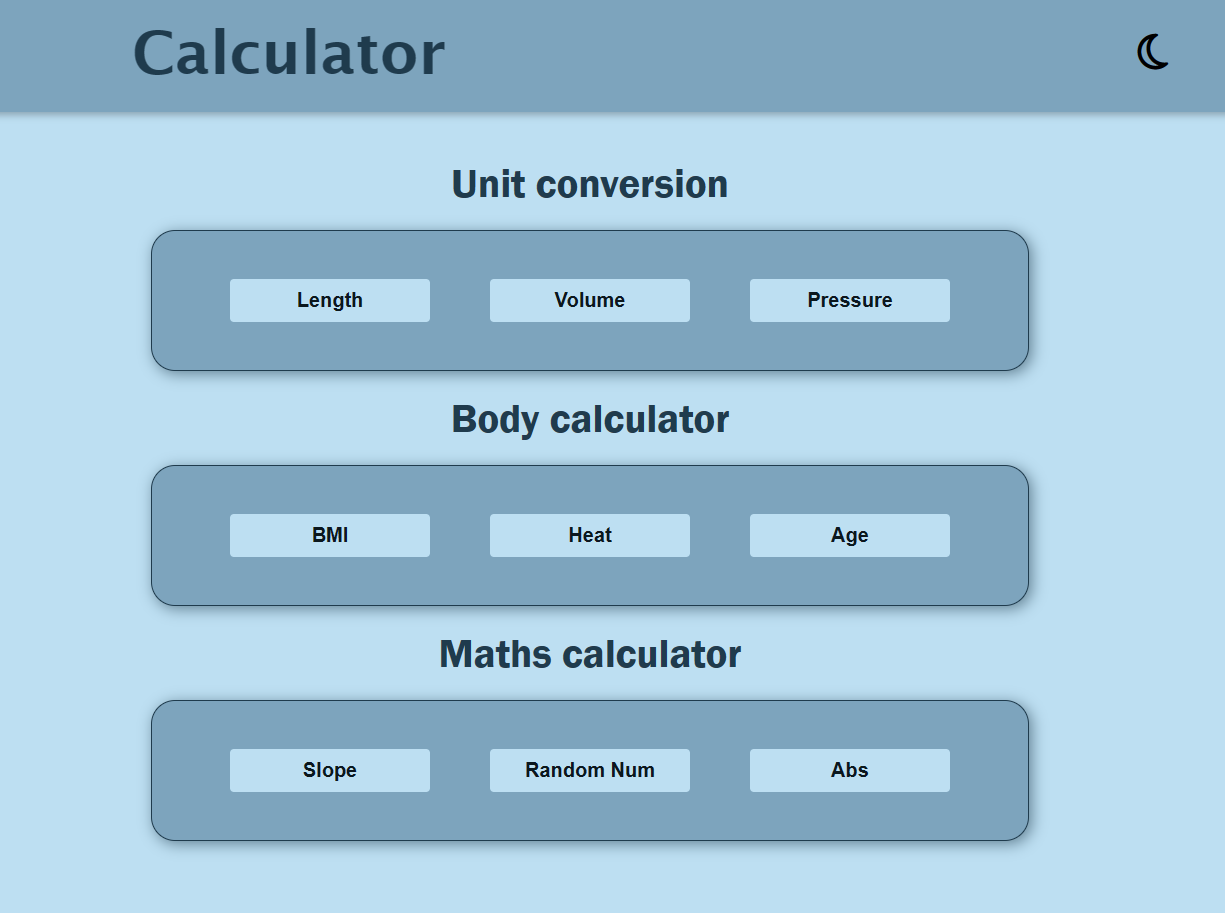 Calculator
Unit conversion
Length Volume Pressure
Body calculator
BMI Heat Age
Maths calculator
Slope Random Num Abs